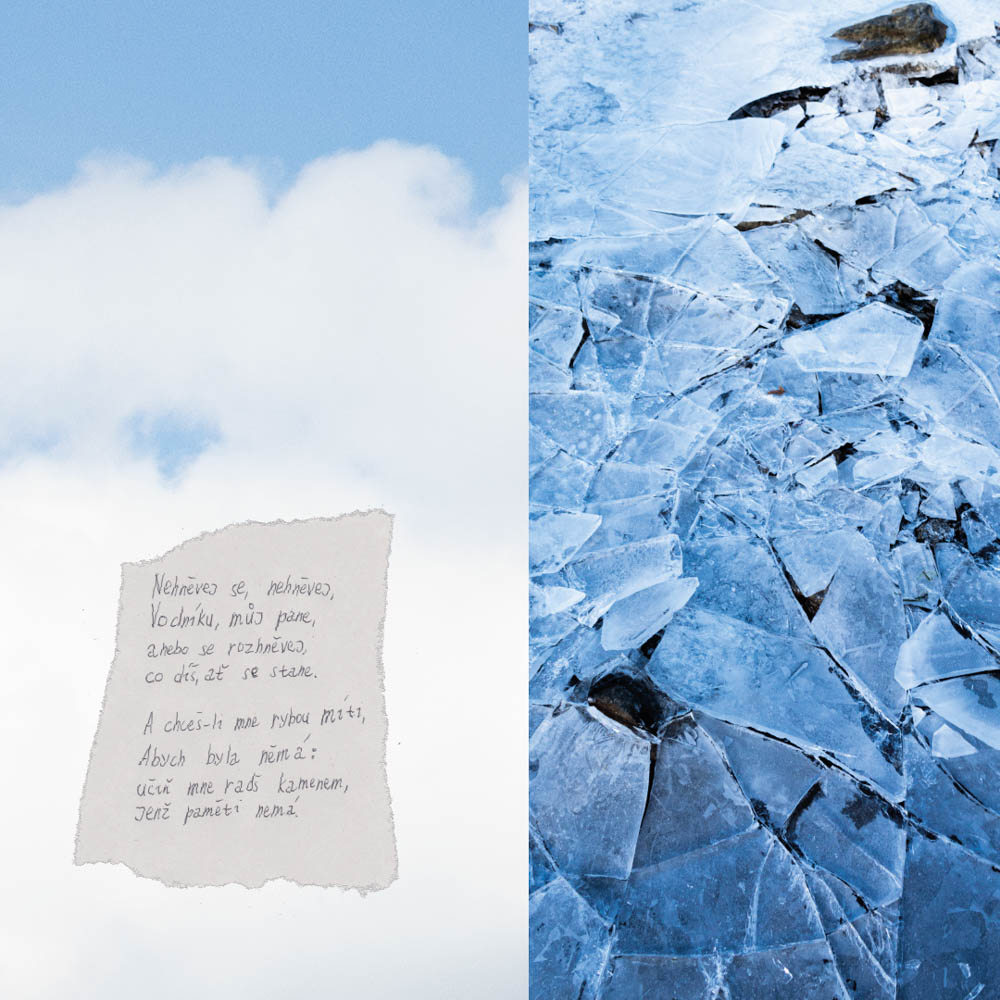 Nehněvej se, nehněvej,
Vodníku, můj pane,
anebo se rozhněvej,
co díš, ať se stane.
A chceš-li mne rybou míti,
Abych byla němá:
učiň mne radš kamenem,
jenž paměti nemá.